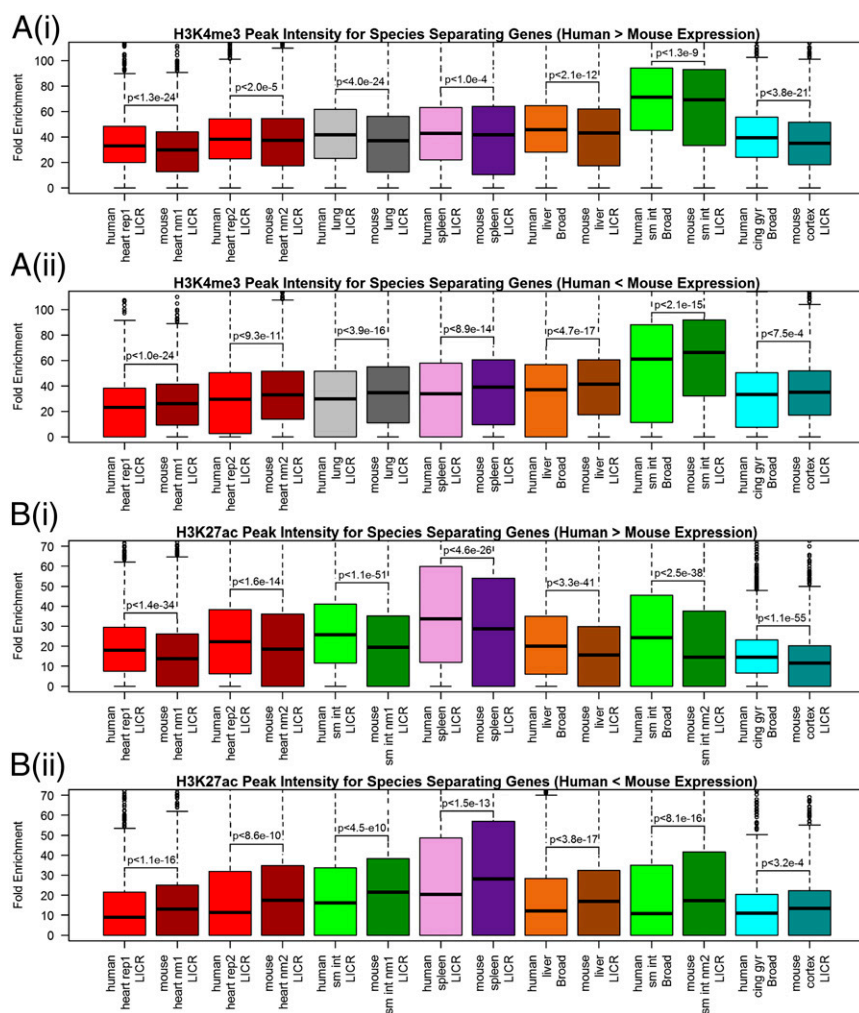 A(i)
H3K4me3 Peak Intensity for Species Separating Genes (Human > Mouse Expression)
Fold Enrichment
100
80
60
40
20
0
p<1.3e-24
p<2.0e-5
p<4.0e-24
p<1.0e-4
p<2.1e-12
p<1.3e-9
p<3.8e-21
human
heart rep1
LICR
mouse
heart nm1
LICR
human
heart rep2
LICR
mouse
heart nm2
LICR
human
lung
LICR
mouse
lung
LICR
human
spleen
LICR
mouse
spleen
LICR
human
liver
Broad
mouse
liver
LICR
human
sm int
Broad
mouse
sm int
LICR
human
cing gyr
Broad
mouse
cortex
LICR
A(ii)
H3K4me3 Peak Intensity for Species Separating Genes (Human < Mouse Expression)
Fold Enrichment
100
80
60
40
20
0
p<1.0e-24
p<9.3e-11
p<3.9e-16
p<8.9e-14
p<4.7e-17
p<2.1e-15
p<7.5e-4
human
heart rep1
LICR
mouse
heart nm1
LICR
human
heart rep2
LICR
mouse
heart nm2
LICR
human
lung
LICR
mouse
lung
LICR
human
spleen
LICR
mouse
spleen
LICR
human
liver
Broad
mouse
liver
LICR
human
sm int
Broad
mouse
sm int
LICR
human
cing gyr
Broad
mouse
cortex
LICR
B(i)
H3K27ac Peak Intensity for Species Separating Genes (Human > Mouse Expression)
Fold Enrichment
70
60
50
40
30
20
10
0
p<1.4e-34
p<1.6e-14
p<1.1e-51
p<4.6e-26
p<3.3e-41
p<2.5e-38
p<1.1e-55
human
heart rep1
LICR
mouse
heart nm1
LICR
human
heart rep2
LICR
mouse
heart nm2
LICR
human
sm int
LICR
mouse
sm int nm1
LICR
human
spleen
LICR
mouse
spleen
LICR
human
liver
Broad
mouse
liver
LICR
human
sm int
Broad
mouse
sm int nm2
LICR
human
cing gyr
Broad
mouse
cortex
LICR
B(ii)
H3K27ac Peak Intensity for Species Separating Genes (Human < Mouse Expression)
Fold Enrichment
70
60
50
40
30
20
10
0
p<1.1e-16
p<8.6e-10
p<4.5-e10
p<1.5e-13
p<3.8e-17
p<8.1e-16
p<3.2e-4
human
heart rep1
LICR
mouse
heart nm1
LICR
human
heart rep2
LICR
mouse
heart nm2
LICR
human
sm int
LICR
mouse
sm int nm1
LICR
human
spleen
LICR
mouse
spleen
LICR
human
liver
Broad
mouse
liver
LICR
human
sm int
Broad
mouse
sm int nm2
LICR
human
cing gyr
Broad
mouse
cortex
LICR